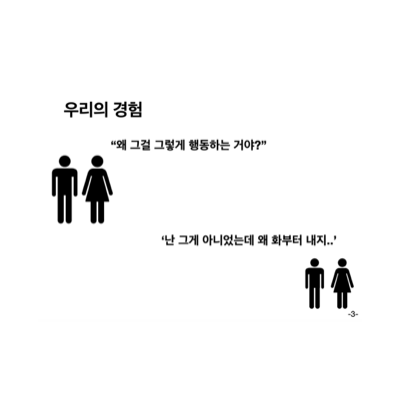 우리의 경험
“왜 그걸 그렇게 행동하는 거야?”
‘난 그게 아니었는데 왜 화부터 내지..’
-3-